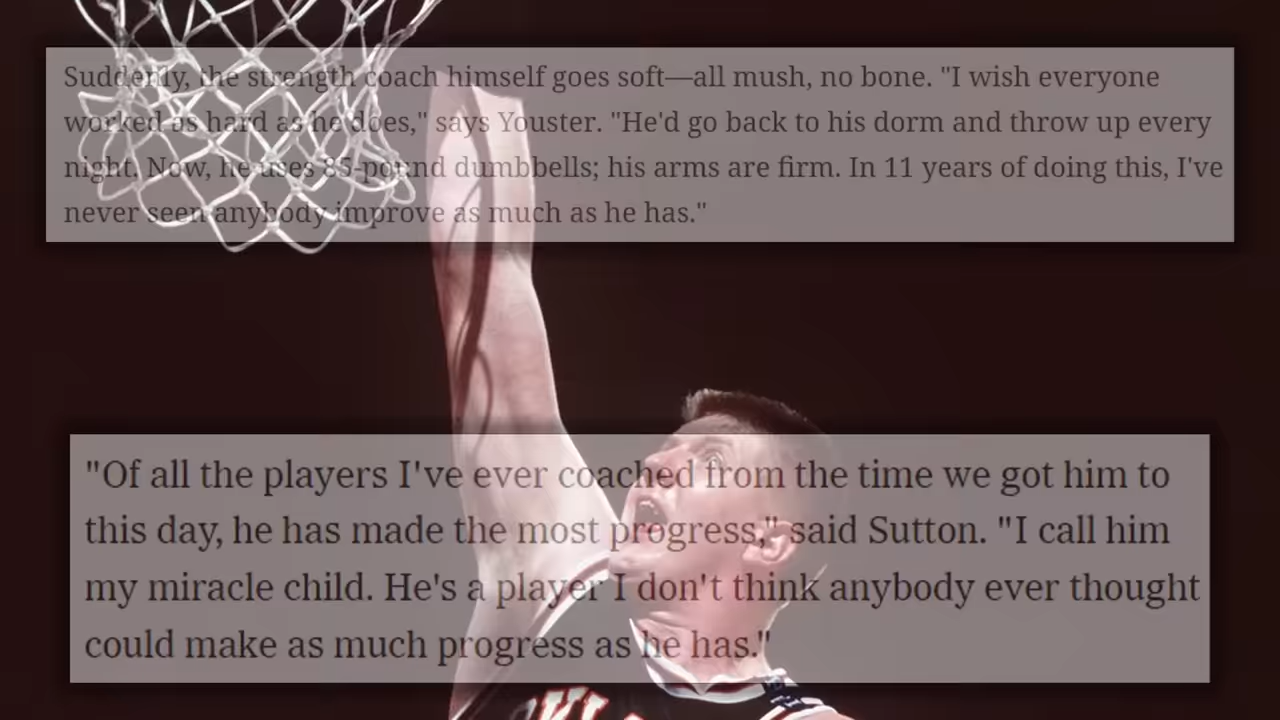 Suddenly, the strength coach himself goes soft—all mush, no bone. "I wish everyone
worked as hard as he does," says Youster. "He'd go back to his dorm and throw up every
night. Now, he uses 85-pound dumbbells; his arms are firm. In 11 years of doing this, I've
never seen anybody improve as much as he has."
"Of all the players I've ever coached from the time we got him to
this day, he has made the most progress," said Sutton. "I call him
my miracle child. He's a player I don't think anybody ever thought
could make as much progress as he has."